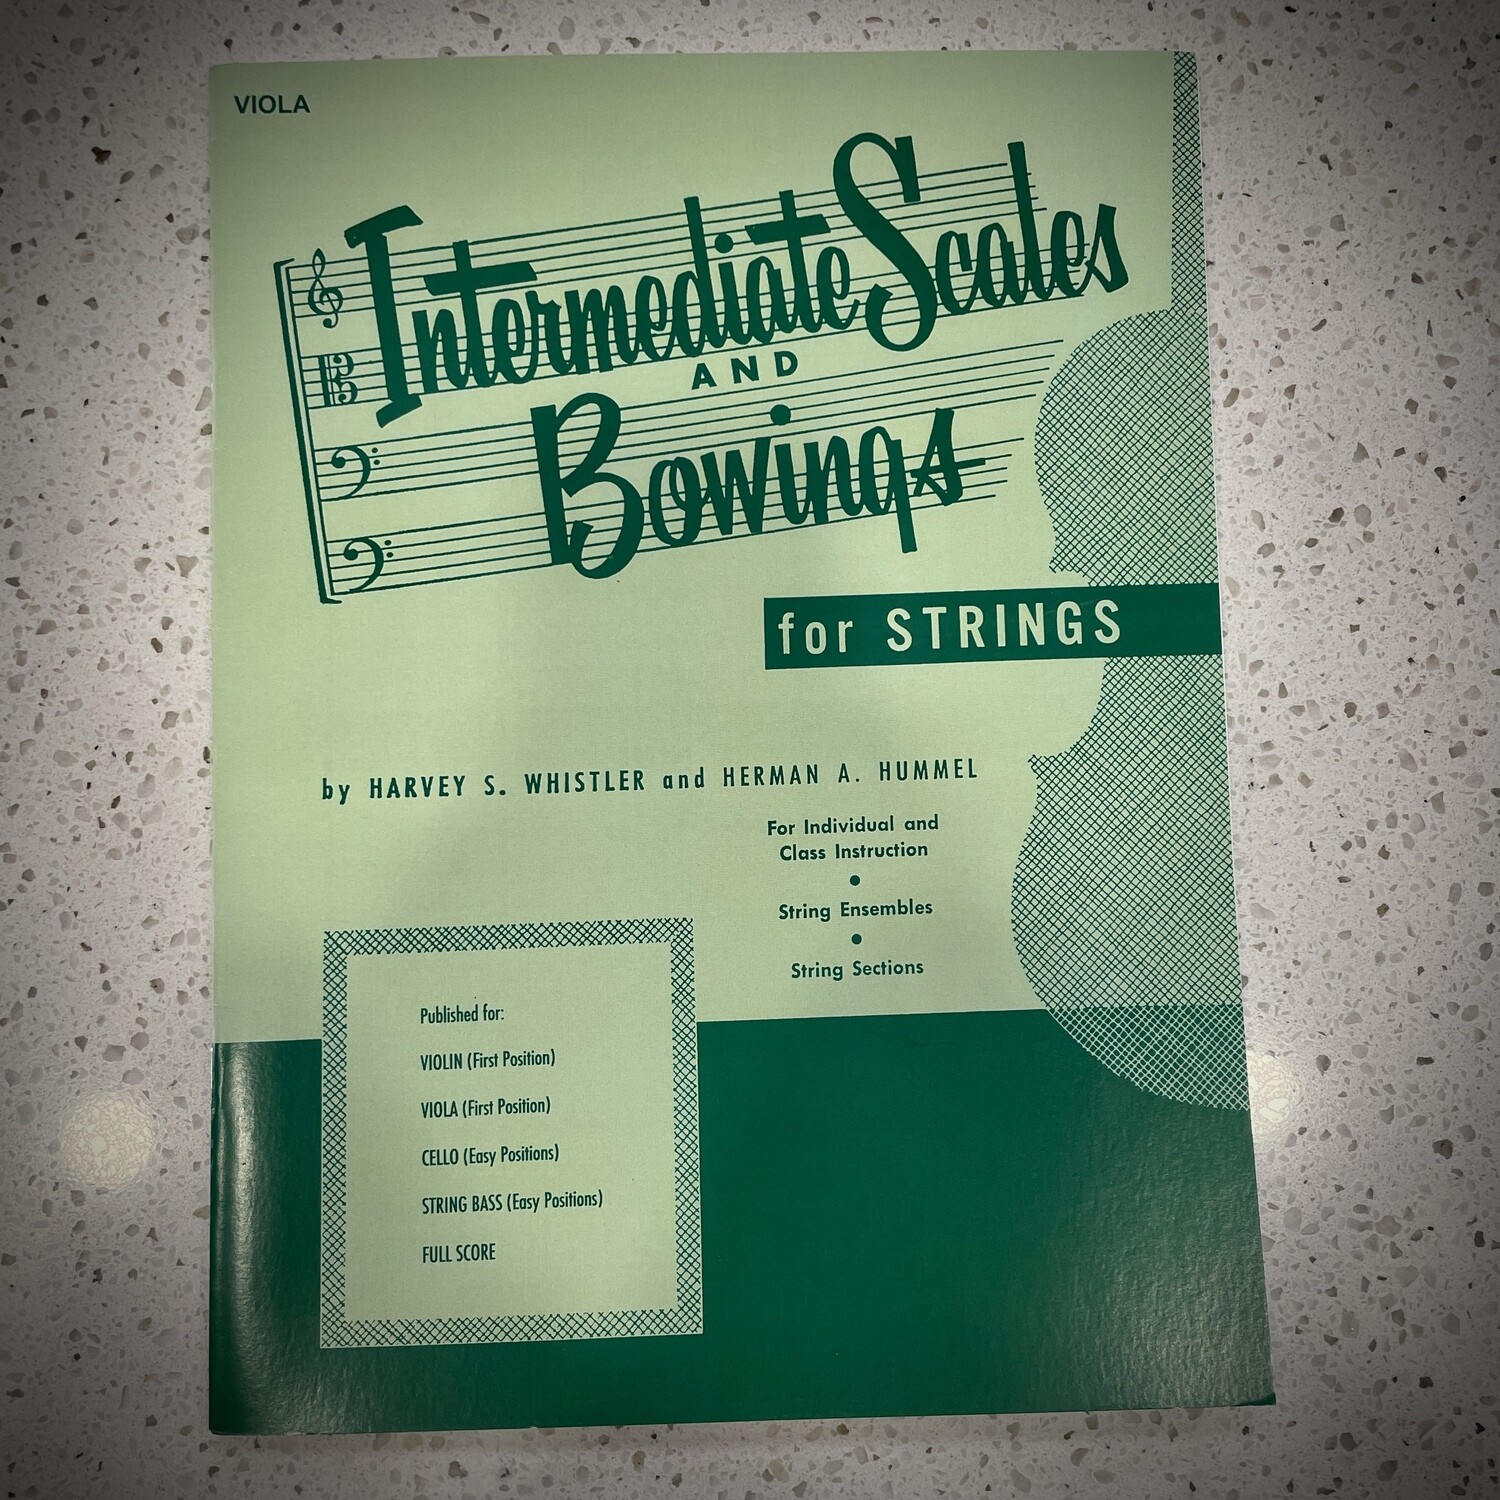 VIOLA
Intermediate Scales
AND
Bowings
for STRINGS
by HARVEY S. WHISTLER and HERMAN A. HUMMEL
For Individual and
Class Instruction
•
String Ensembles
•
String Sections
Published for:
VIOLIN (First Position)
VIOLA (First Position)
CELLO (Easy Positions)
STRING BASS (Easy Positions)
FULL SCORE